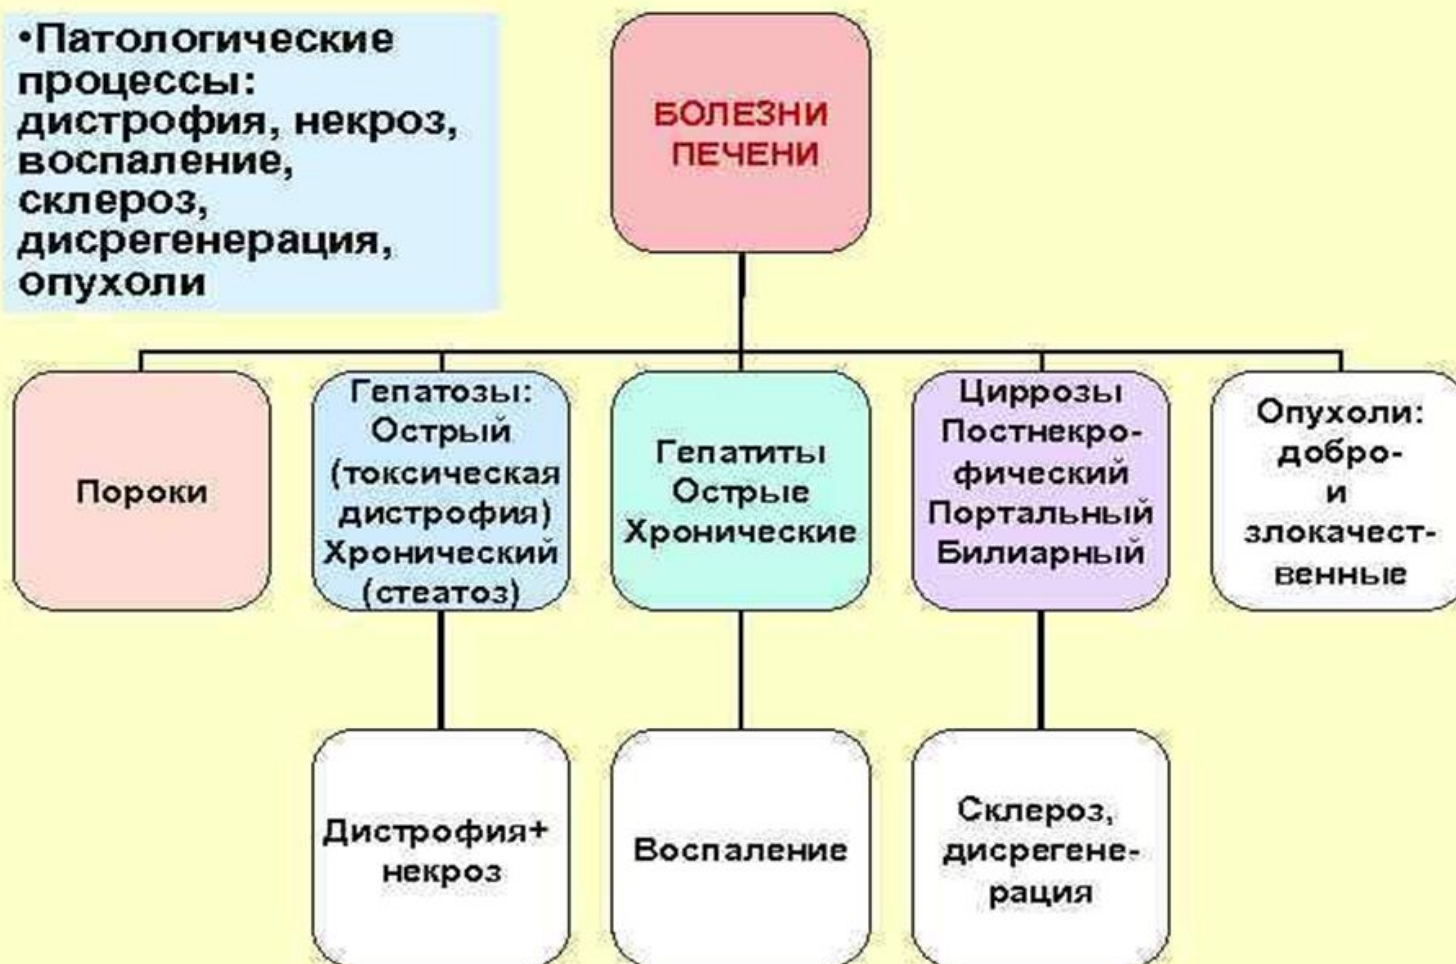 •Патологические
процессы:
дистрофия, некроз,
воспаление,
склероз,
дисрегенерация,
опухоли
БОЛЕЗНИ
ПЕЧЕНИ
Пороки
Гепатозы:
Острый
(токсическая
дистрофия)
Хронический
(стеатоз)
Гепатиты
Острые
Хронические
Циррозы
Постнекро-
фический
Портальный
Билиарный
Опухоли:
добро-
и
злокачест-
венные
Дистрофия+
некроз
Воспаление
Склероз,
дисрегене-
рация